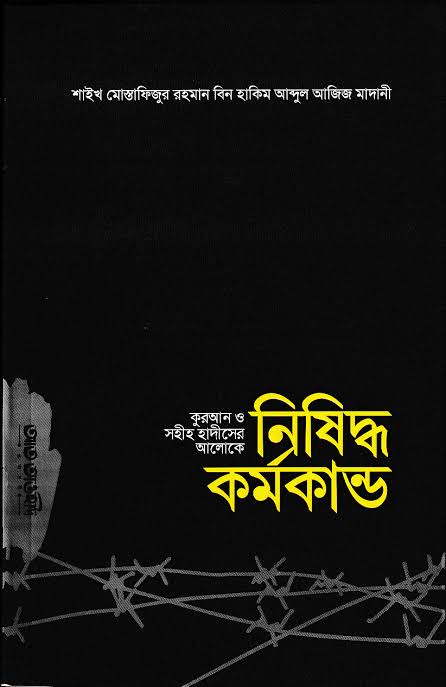 শাইখ মোস্তাফিজুর রহমান বিন হাকিম আব্দুল আজিজ মাদানী
কুরআন ও
সহীহ হাদীসের
আলোকে
নিষিদ্ধ
কর্মকান্ড